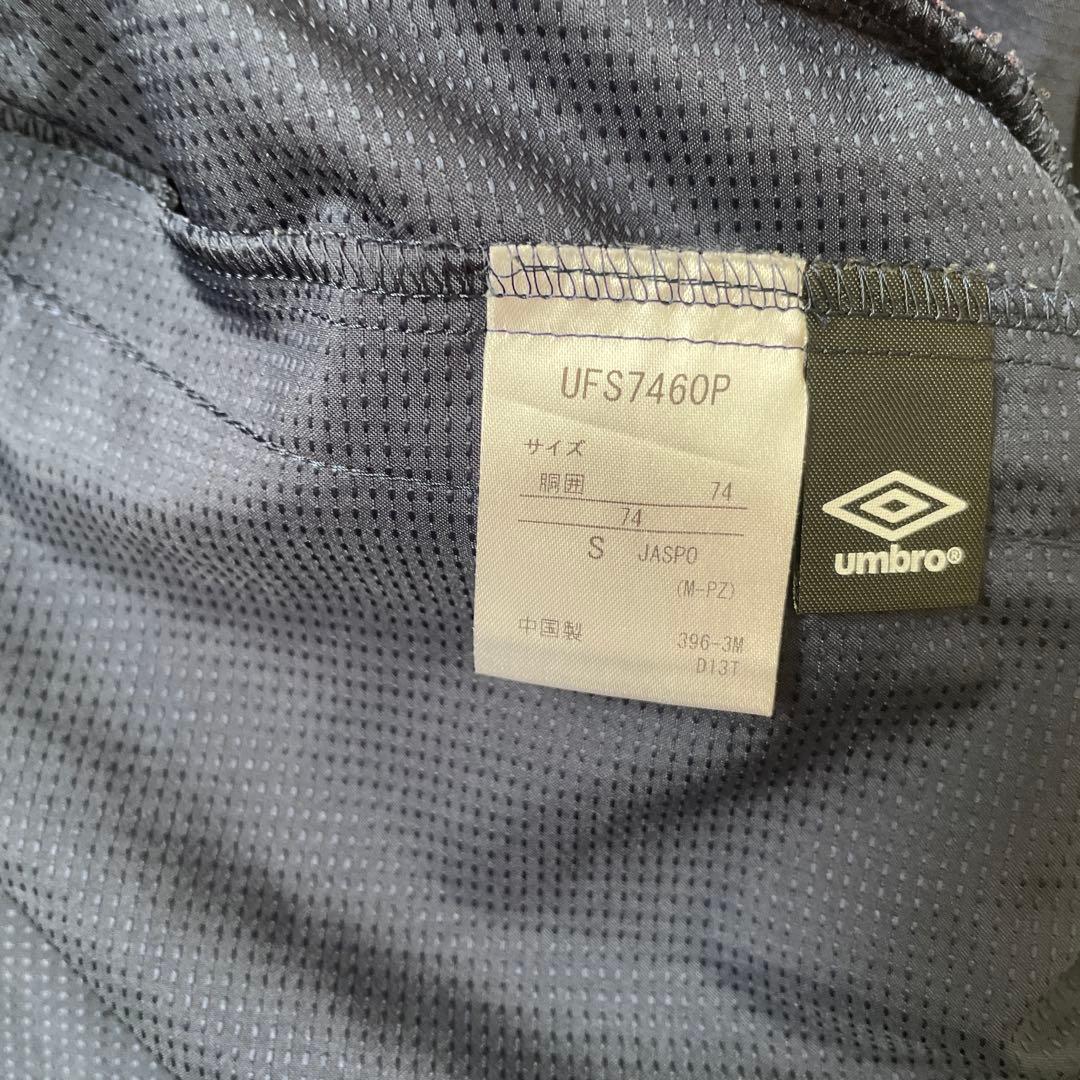 UFS7460P
サイズ
胴囲 74
74
S JASPO
(M-PZ)
中国製 396-3M
D13T
umbro®